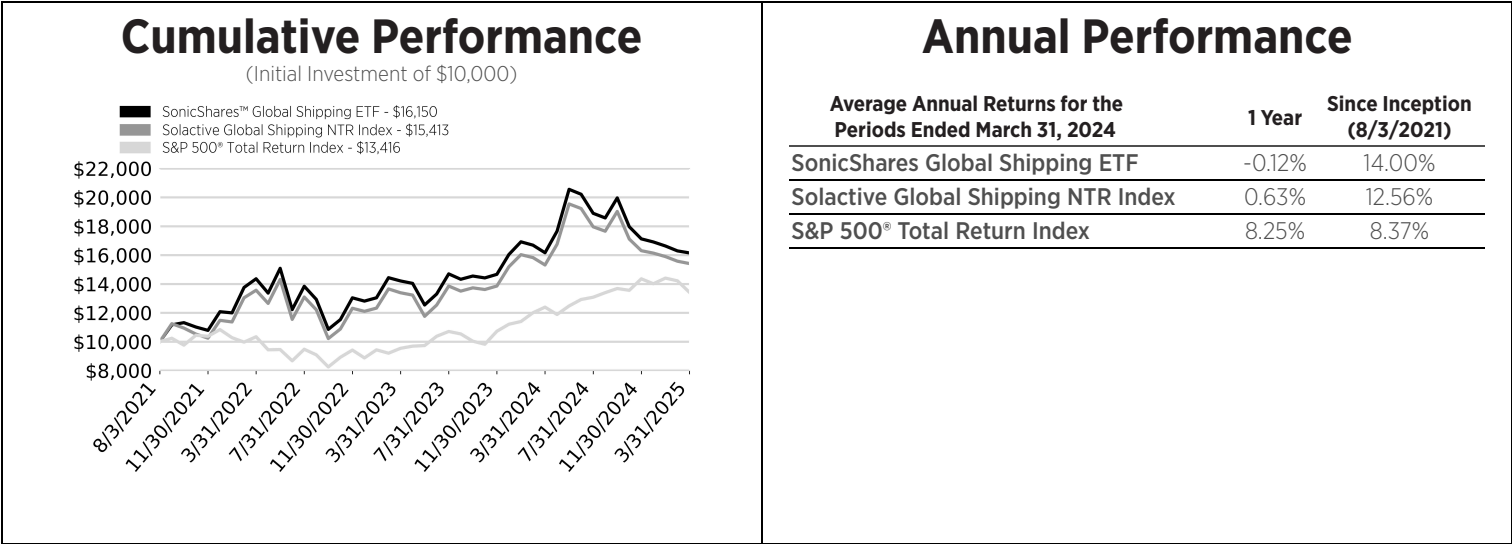 Cumulative Performance
(Initial Investment of $10,000)
SonicShares™ Global Shipping ETF - $16,150
Solactive Global Shipping NTR Index - $15,413
S&P 500® Total Return Index - $13,416
$22,000
$20,000
$18,000
$16,000
$14,000
$12,000
$10,000
$8,000
8/3/2021
11/30/2021
3/31/2022
7/31/2022
11/30/2022
3/31/2023
7/31/2023
11/30/2023
3/31/2024
7/31/2024
11/30/2024
3/31/2025
Annual Performance
Average Annual Returns for the
Periods Ended March 31, 2024
1 Year
Since Inception
(8/3/2021)
SonicShares Global Shipping ETF -0.12% 14.00%
Solactive Global Shipping NTR Index 0.63% 12.56%
S&P 500® Total Return Index 8.25% 8.37%